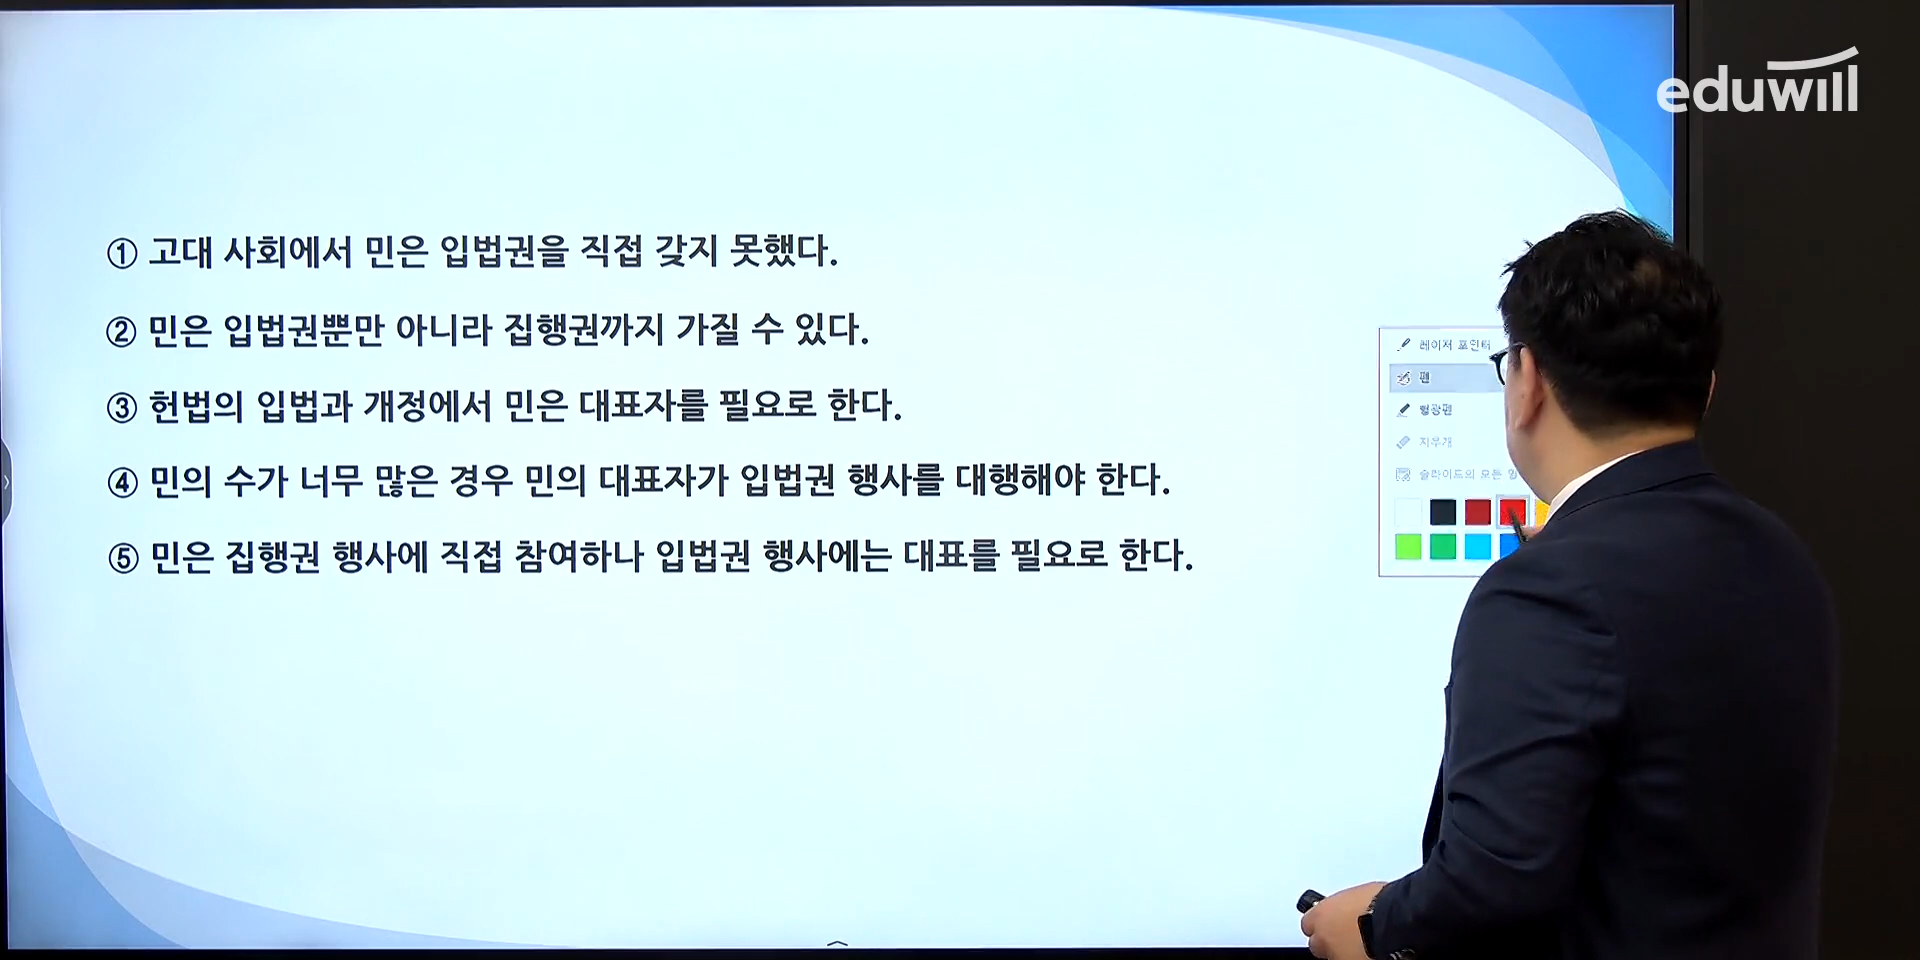 eduwill
① 고대 사회에서 민은 입법권을 직접 갖지 못했다.
② 민은 입법권뿐만 아니라 집행권까지 가질 수 있다.
③ 헌법의 입법과 개정에서 민은 대표자를 필요로 한다.
④ 민의 수가 너무 많은 경우 민의 대표자가 입법권 행사를 대행해야 한다.
⑤ 민은 집행권 행사에 직접 참여하나 입법권 행사에는 대표를 필요로 한다.
레이저 포인터
펜
형광펜
지우개
슬라이드의 모든